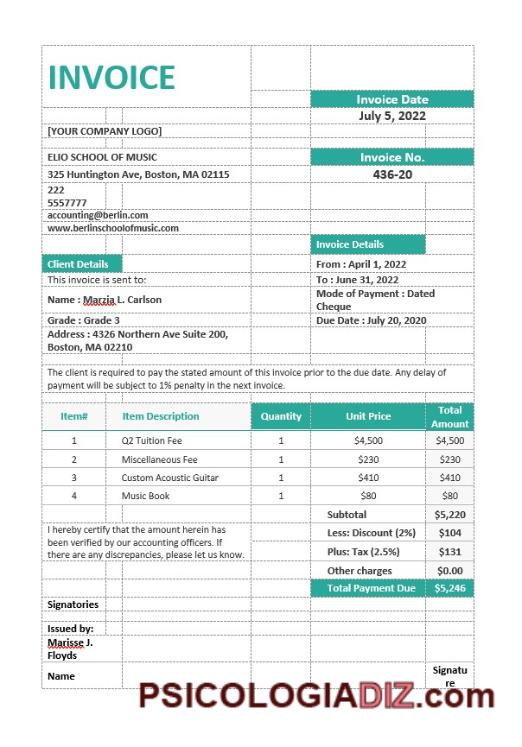 INVOICE
Invoice Date
July 5, 2022
[YOUR COMPANY LOGO]
ELIO SCHOOL OF MUSIC
Invoice No.
325 Huntington Ave, Boston, MA 02115
436-20
222
5557777
accounting@berlin.com
www.berlinschoolofmusic.com
Invoice Details
Client Details
From : April 1, 2022
This invoice is sent to:
To : June 31, 2022
Name : Marzia L. Carlson
Mode of Payment : Dated
Cheque
Grade : Grade 3
Due Date : July 20, 2020
Address : 4326 Northern Ave Suite 200,
Boston, MA 02210
The client is required to pay the stated amount of this invoice prior to the due date. Any delay of
payment will be subject to 1% penalty in the next invoice.
Item# Item Description Quantity Unit Price Total Amount
1 Q2 Tuition Fee 1 $4,500 $4,500
2 Miscellaneous Fee 1 $230 $230
3 Custom Acoustic Guitar 1 $410 $410
4 Music Book 1 $80 $80
Subtotal $5,220
I hereby certify that the amount herein has
been verified by our accounting officers. If
there are any discrepancies, please let us know.
Less: Discount (2%) $104
Plus: Tax (2.5%) $131
Other charges $0.00
Total Payment Due $5,246
Signatories
Issued by:
Marisse J.
Floyds
Name
Signatu
re
PSICOLOGIADIZ.com